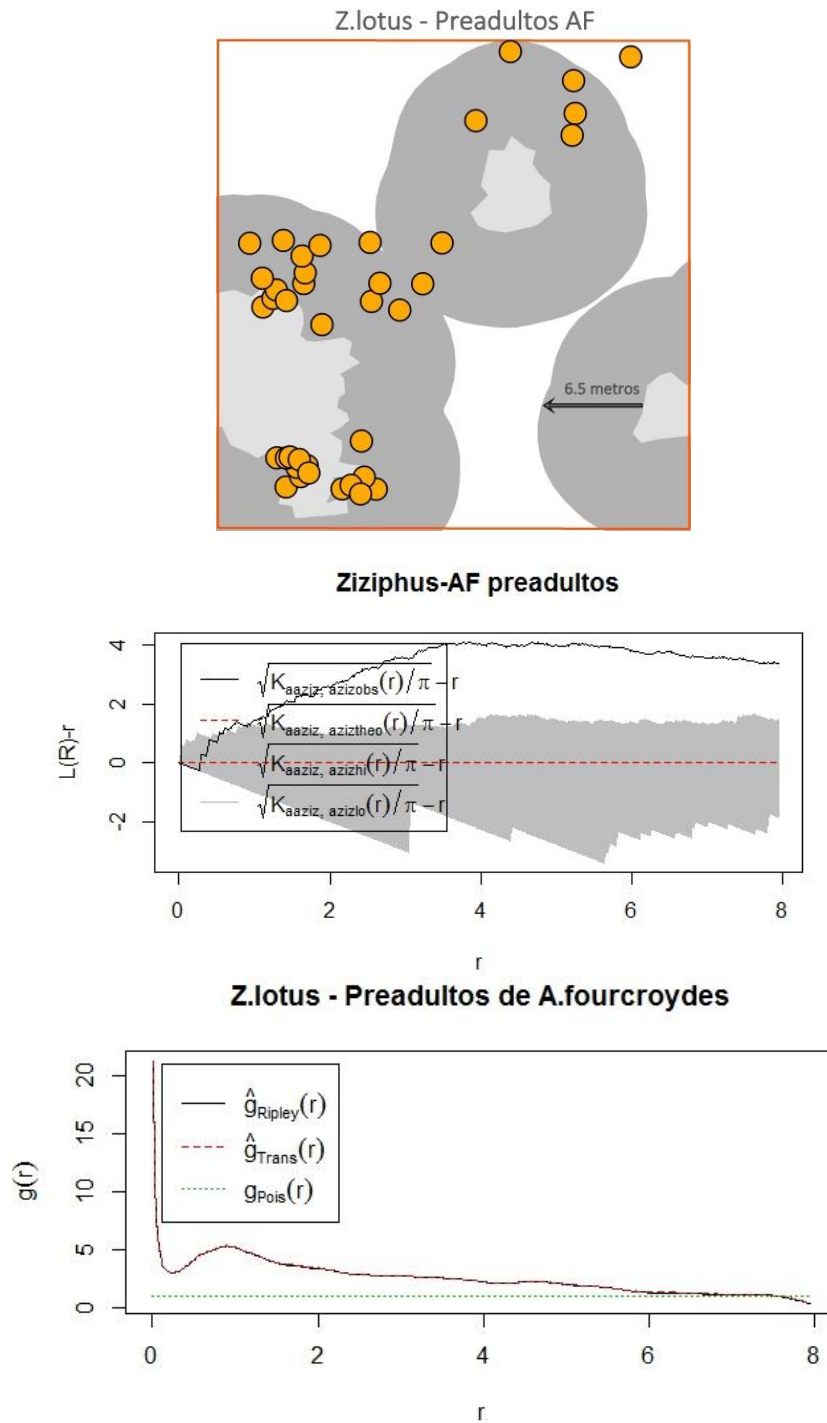 Z.lotus - Preadultos AF
6.5 metros
Ziziphus-AF preadultos
L(R)-r
4
2
0
-2
√K_aaziz, azizobs(r)/π – r
√K_aaziz, aziztheo(r)/π – r
√K_aaziz, azizhi(r)/π – r
√K_aaziz, azizlo(r)/π – r
0 2 4 6 8
r
Z.lotus - Preadultos de A.fourcroydes
g(r)
20
15
10
5
0
ĝ_Ripley(r)
ĝ_Trans(r)
g_Pois(r)
0 2 4 6 8
r